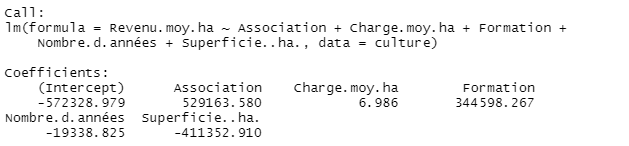 Call:
lm(formula = Revenu.moy.ha ~ Association + Charge.moy.ha + Formation +
Nombre.d.années + Superficie..ha., data = culture)
Coefficients:
(Intercept) Association Charge.moy.ha Formation
-572328.979 529163.580 6.986 344598.267
Nombre.d.années Superficie..ha.
-19338.825 -411352.910